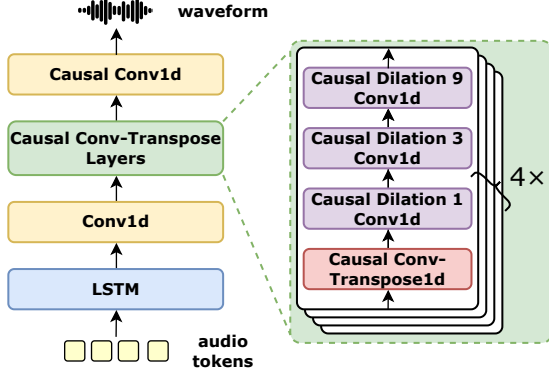 waveform
Causal Conv1d
Causal Conv-Transpose
Layers
Conv1d
LSTM
audio
tokens
Causal Dilation 9
Conv1d
Causal Dilation 3
Conv1d
Causal Dilation 1
Conv1d
Causal Conv-
Transpose1d
4×